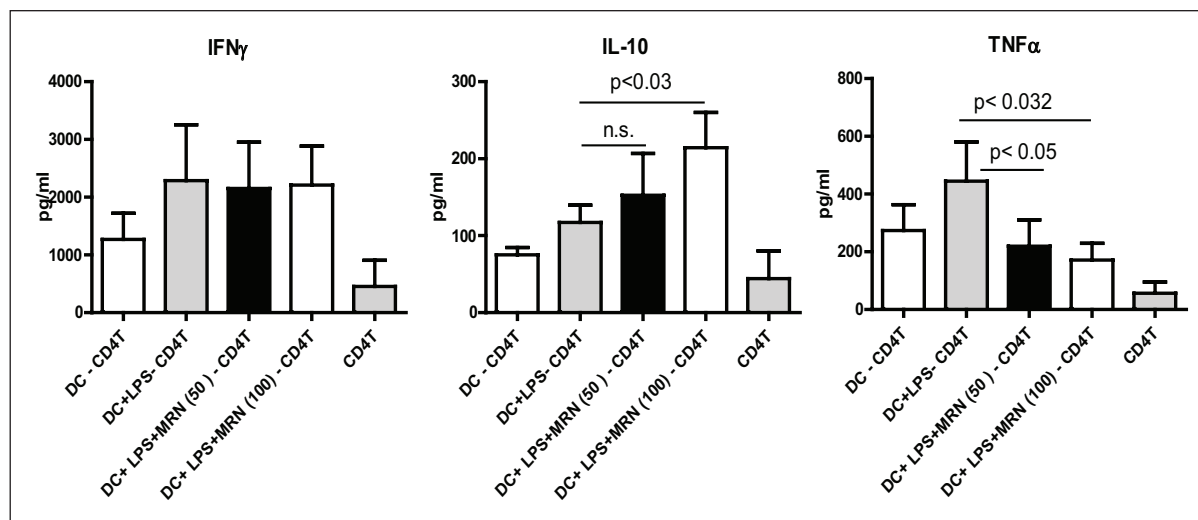 IFNγ
4000
3000
2000
1000
0
pg/ml
DC - CD4T
DC+LPS- CD4T
DC+ LPS+MRN (50 ) - CD4T
DC+ LPS+MRN (100) - CD4T
CD4T
IL-10
300
200
100
0
pg/ml
p<0.03
n.s.
DC - CD4T
DC+LPS- CD4T
DC+ LPS+MRN (50 ) - CD4T
DC+ LPS+MRN (100) - CD4T
CD4T
TNFα
800
600
400
200
0
pg/ml
p< 0.032
p< 0.05
DC - CD4T
DC+LPS- CD4T
DC+ LPS+MRN (50 ) - CD4T
DC+ LPS+MRN (100) - CD4T
CD4T